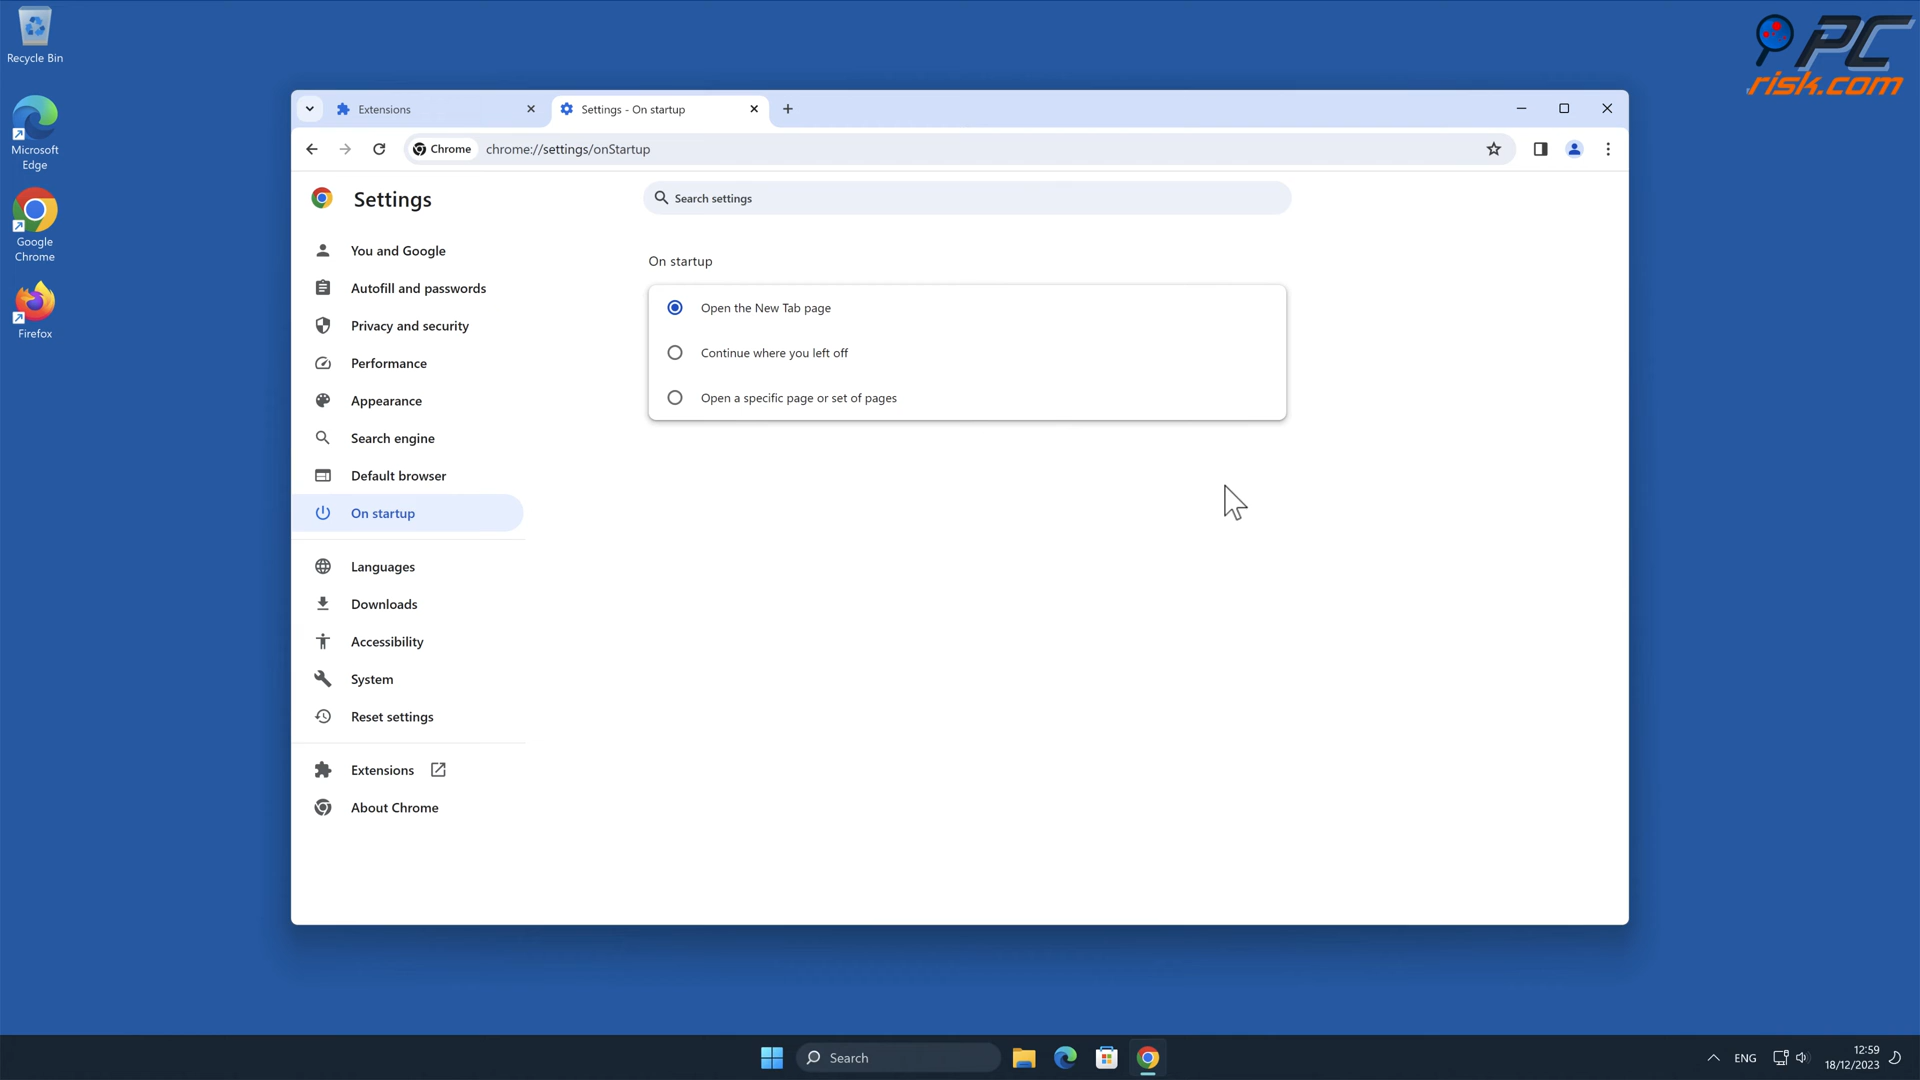 Recycle Bin
Microsoft
Edge
Google
Chrome
Firefox
PC
risk.com
Extensions
Settings - On startup
Chrome
chrome://settings/onStartup
Settings
Search settings
You and Google
Autofill and passwords
Privacy and security
Performance
Appearance
Search engine
Default browser
On startup
Languages
Downloads
Accessibility
System
Reset settings
Extensions
About Chrome
On startup
Open the New Tab page
Continue where you left off
Open a specific page or set of pages
Search
ENG
12:59
18/12/2023